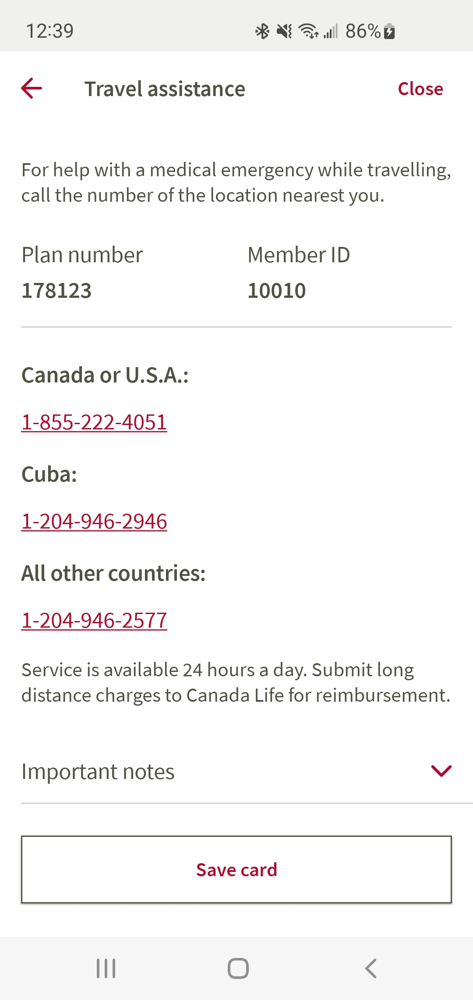 12:39 86%
Travel assistance Close
For help with a medical emergency while travelling,
call the number of the location nearest you.
Plan number Member ID
178123 10010
Canada or U.S.A.:
1-855-222-4051
Cuba:
1-204-946-2946
All other countries:
1-204-946-2577
Service is available 24 hours a day. Submit long
distance charges to Canada Life for reimbursement.
Important notes
Save card